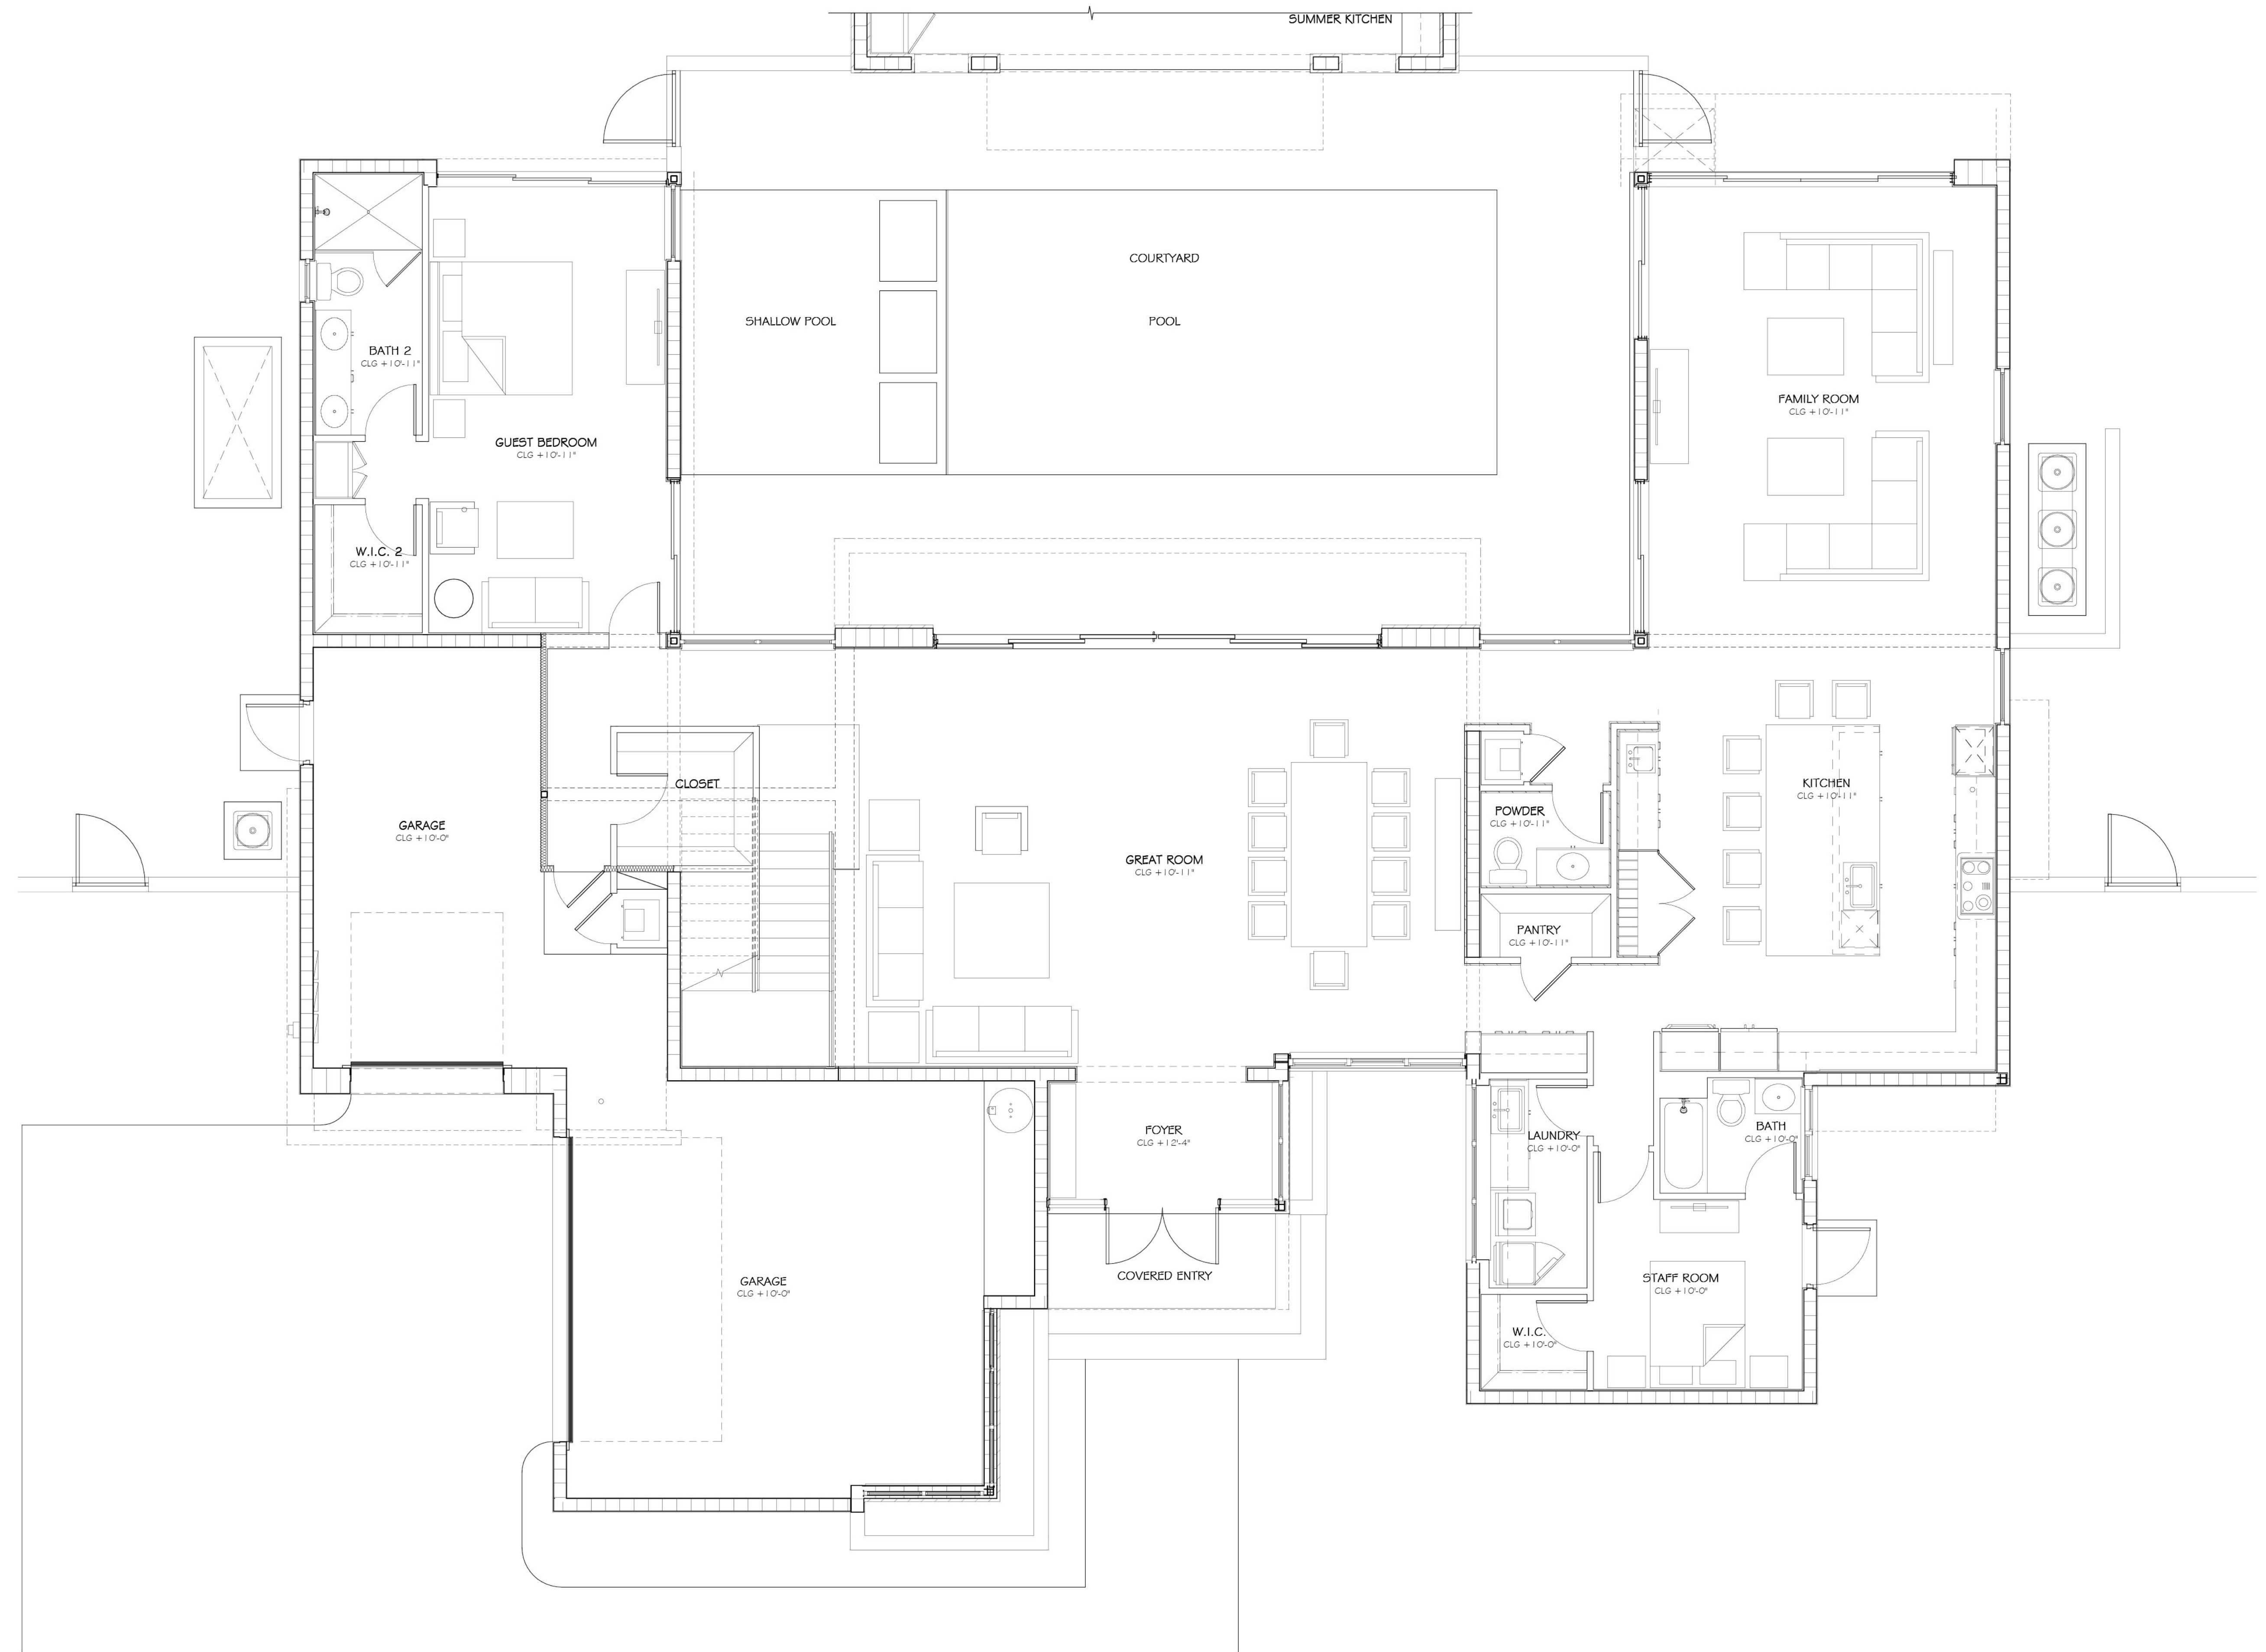 SUMMER KITCHEN
COURTYARD
SHALLOW POOL
POOL
BATH 2
CLG +10'-11"
FAMILY ROOM
CLG +10'-11"
GUEST BEDROOM
CLG +10'-11"
W.I.C. 2
CLG +10'-11"
CLOSET
KITCHEN
CLG +10'-11"
POWDER
CLG +10'-11"
GARAGE
CLG +10'-0"
GREAT ROOM
CLG +10'-11"
PANTRY
CLG +10'-11"
FOYER
CLG +12'-4"
LAUNDRY
CLG +10'-0"
BATH
CLG +10'-0"
GARAGE
CLG +10'-0"
COVERED ENTRY
STAFF ROOM
CLG +10'-0"
W.I.C.
CLG +10'-0"